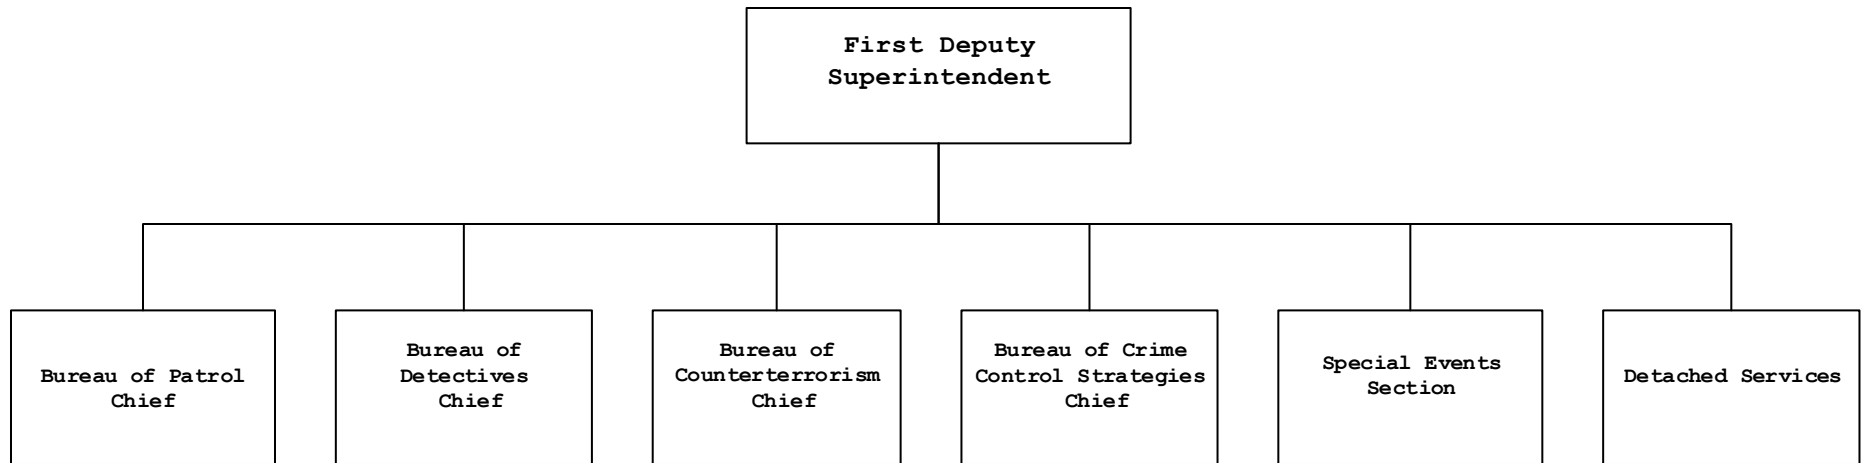 First Deputy
Superintendent
Bureau of Patrol
Chief
Bureau of
Detectives
Chief
Bureau of
Counterterrorism
Chief
Bureau of Crime
Control Strategies
Chief
Special Events
Section
Detached Services